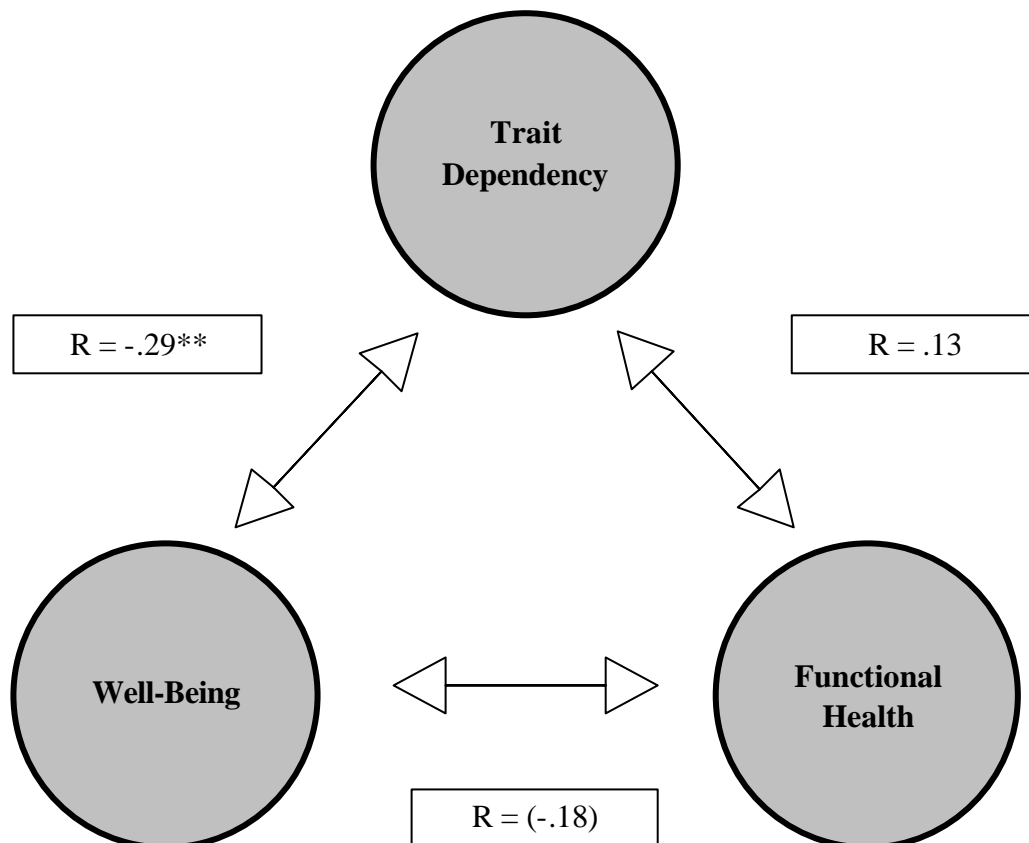 Trait
Dependency
R = -.29**
R = .13
Well-Being
Functional
Health
R = (-.18)